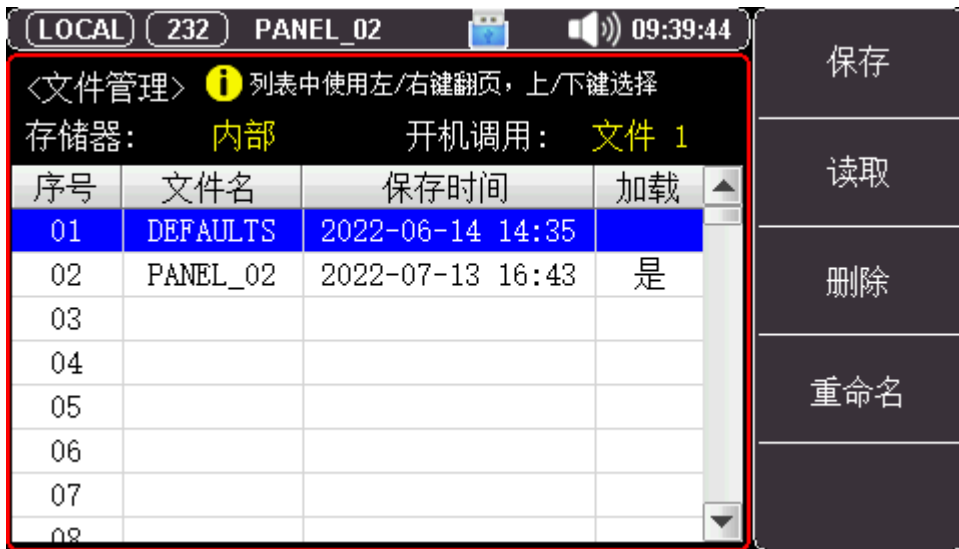 LOCAL 232 PANEL_02 09:39:44
<文件管理> i 列表中使用左/右键翻页，上/下键选择
存储器： 内部 开机调用： 文件 1
序号 文件名 保存时间 加载
01 DEFAULTS 2022-06-14 14:35
02 PANEL_02 2022-07-13 16:43 是
03
04
05
06
07
08
保存
读取
删除
重命名